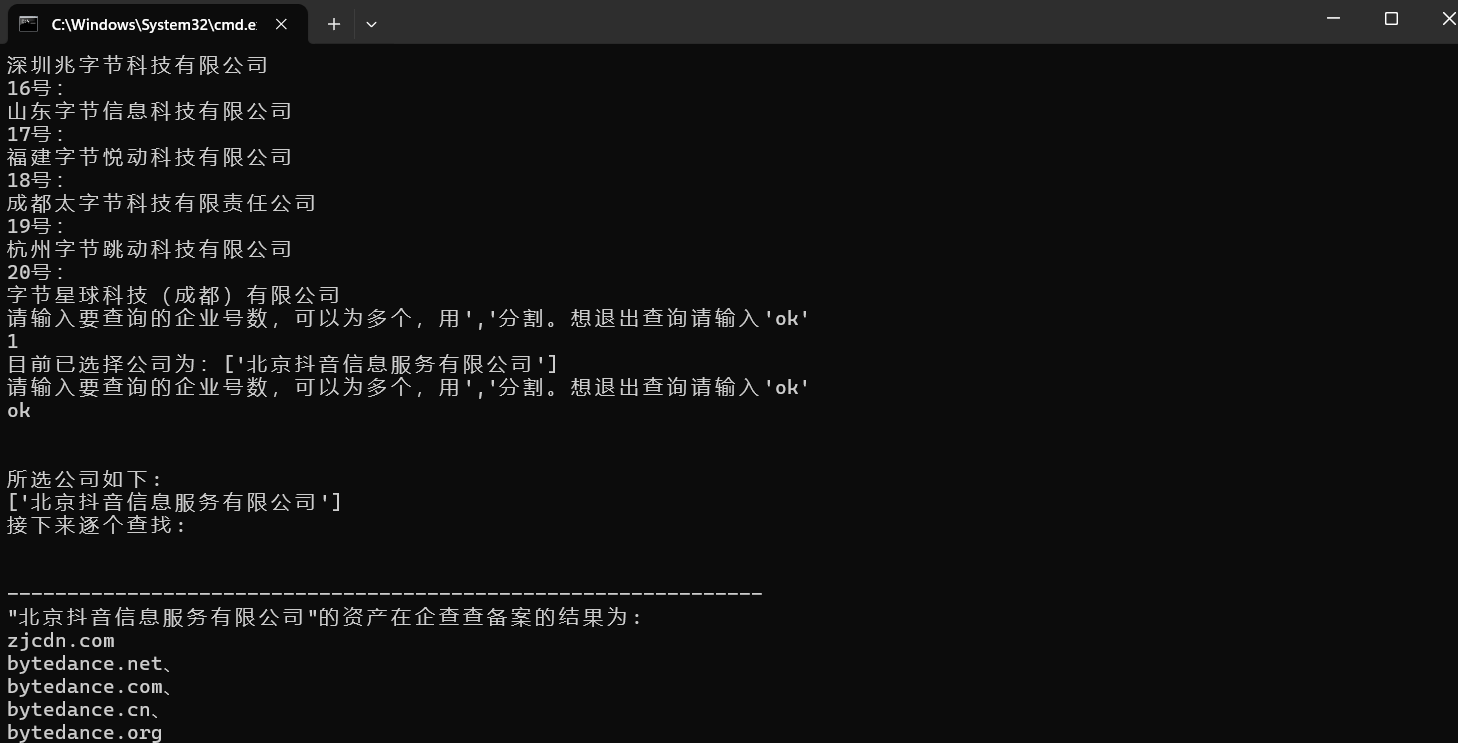 C:\Windows\System32\cmd.e
深圳兆字节科技有限公司
16号：
山东字节信息科技有限公司
17号：
福建字节悦动科技有限公司
18号：
成都太字节科技有限责任公司
19号：
杭州字节跳动科技有限公司
20号：
字节星球科技（成都）有限公司
请输入要查询的企业号数，可以为多个，用','分割。想退出查询请输入'ok'
1
目前已选择公司为：['北京抖音信息服务有限公司']
请输入要查询的企业号数，可以为多个，用','分割。想退出查询请输入'ok'
ok
所选公司如下：
['北京抖音信息服务有限公司']
接下来逐个查找：
---------------------------------------------------------------
"北京抖音信息服务有限公司"的资产在企查查备案的结果为：
zjcdn.com
bytedance.net、
bytedance.com、
bytedance.cn、
bytedance.org